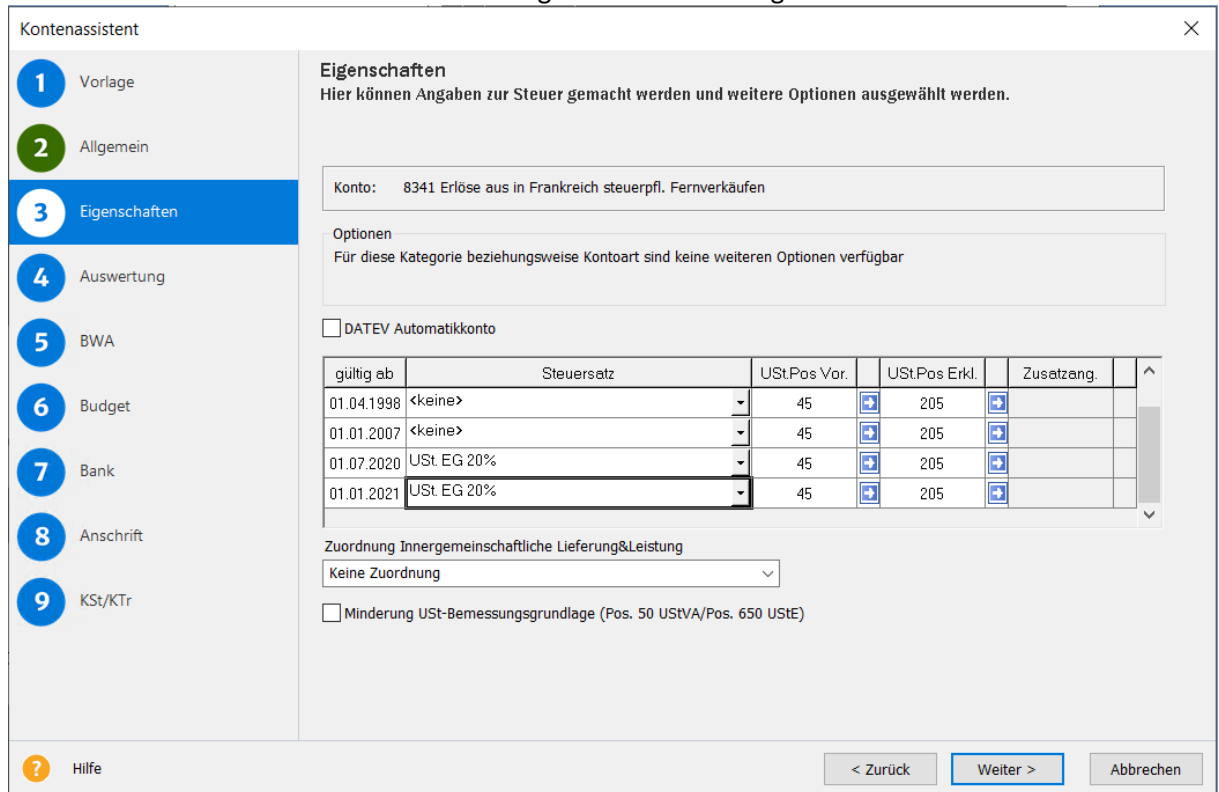 Kontenassistent
1 Vorlage
2 Allgemein
3 Eigenschaften
4 Auswertung
5 BWA
6 Budget
7 Bank
8 Anschrift
9 KSt/KTr
Eigenschaften
Hier können Angaben zur Steuer gemacht werden und weitere Optionen ausgewählt werden.
Konto: 8341 Erlöse aus in Frankreich steuerpfl. Fernverkäufen
Optionen
Für diese Kategorie beziehungsweise Kontoart sind keine weiteren Optionen verfügbar
DATEV Automatikkonto
gültig ab Steuersatz USt.Pos Vor. USt.Pos Erkl. Zusatzang.
01.04.1998 <keine> 45 205
01.01.2007 <keine> 45 205
01.07.2020 USt. EG 20% 45 205
01.01.2021 USt. EG 20% 45 205
Zuordnung Innergemeinschaftliche Lieferung&Leistung
Keine Zuordnung
Minderung USt-Bemessungsgrundlage (Pos. 50 UStVA/Pos. 650 UStE)
? Hilfe
< Zurück Weiter > Abbrechen